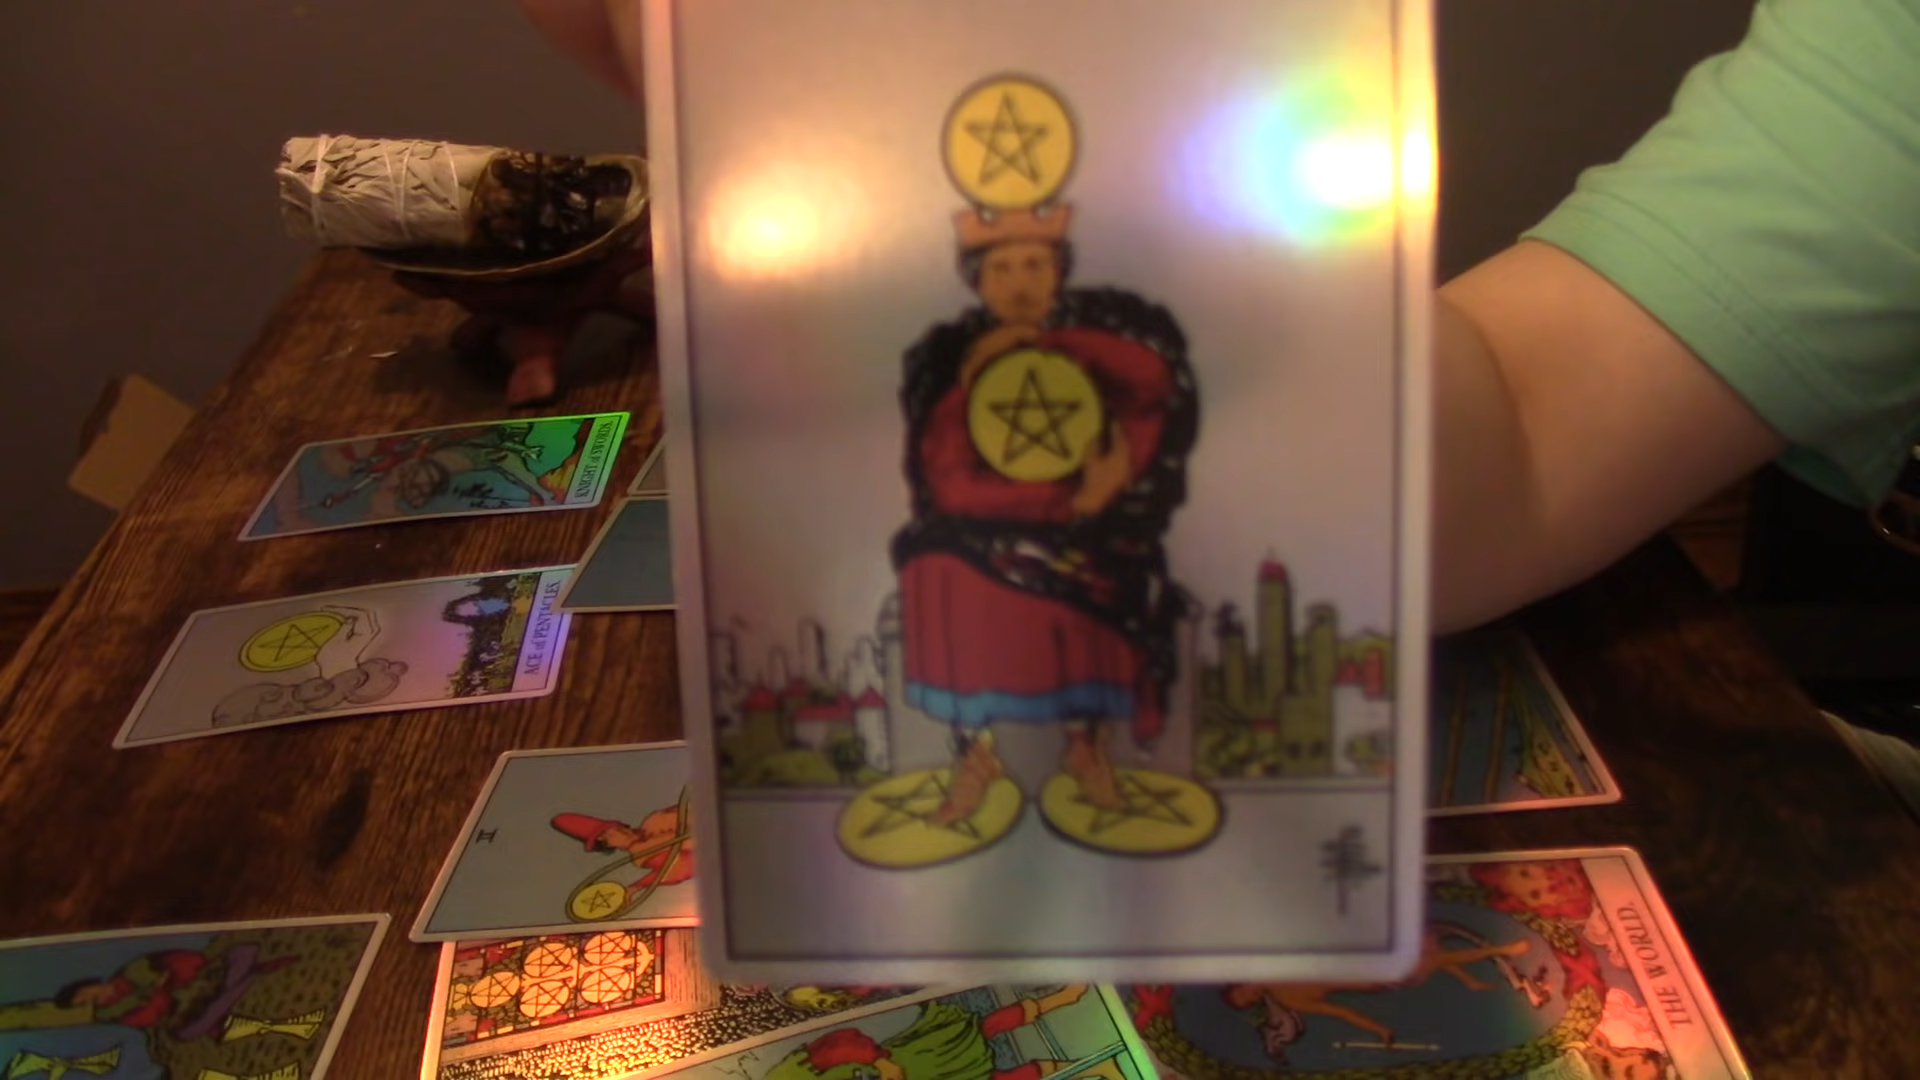 KNIGHT of SWORDS
ACE of PENTACLES
II
THE WORLD.